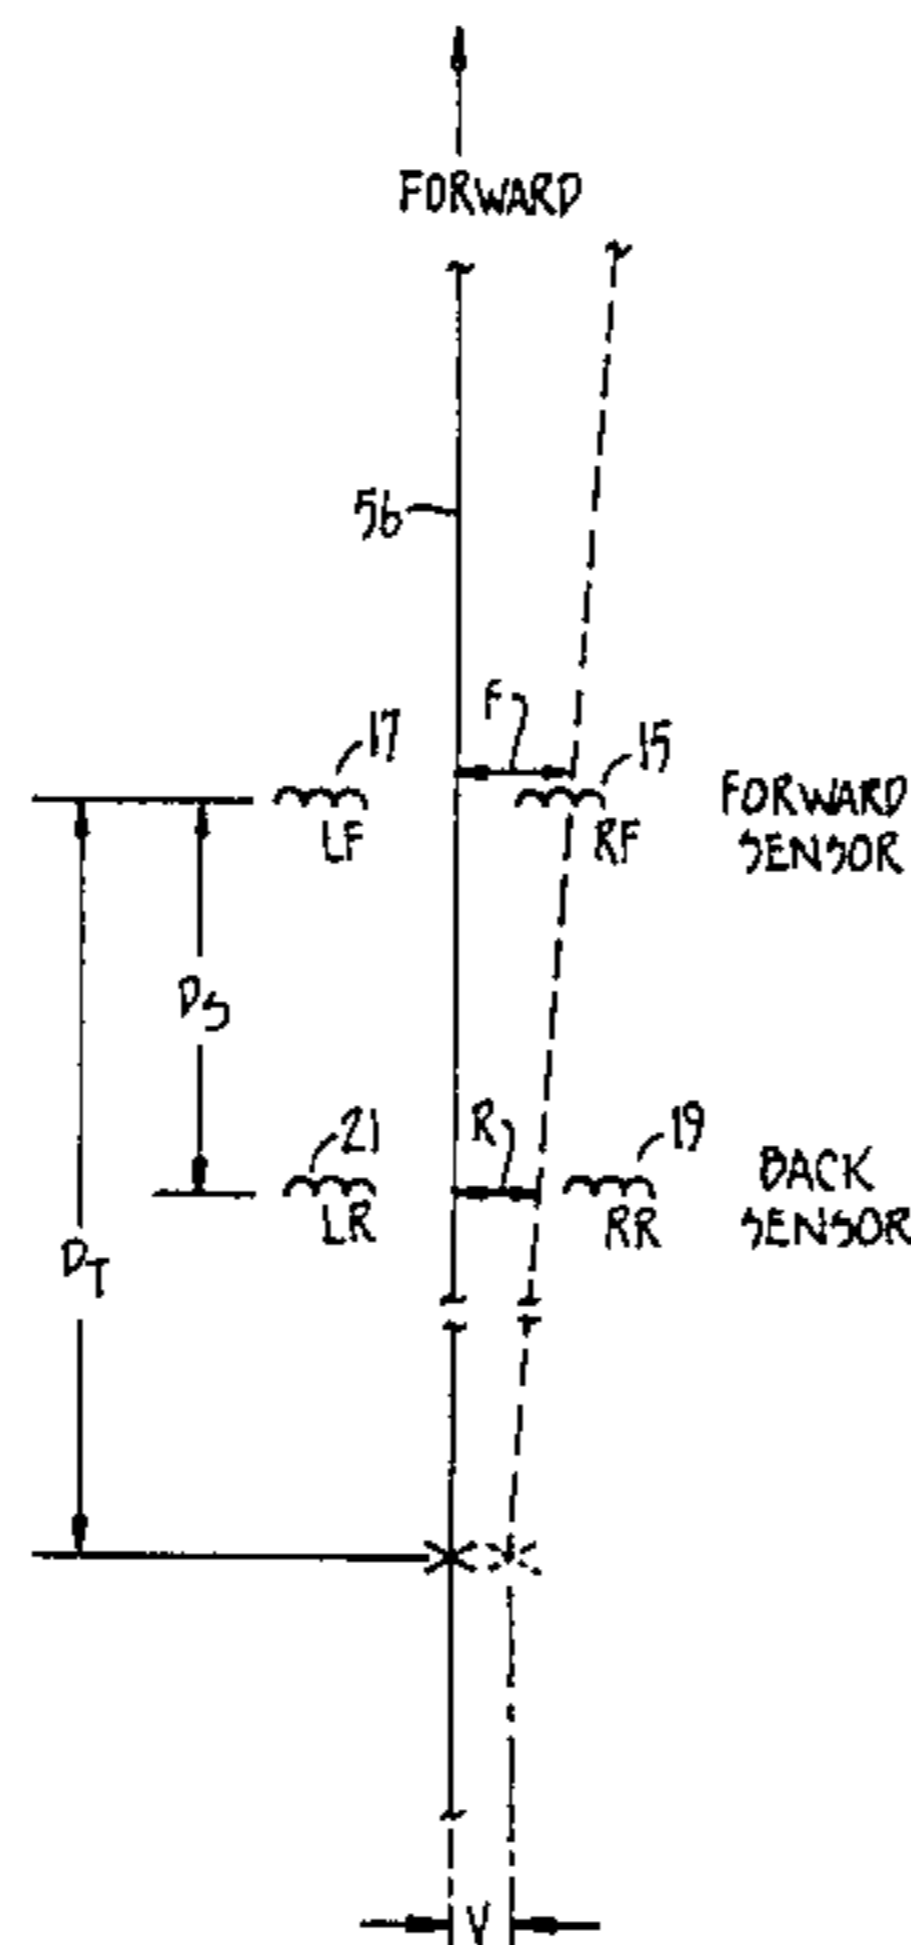 FORWARD
56
F
17
15
LF
RF
FORWARD
SENSOR
DS
R
21
19
LR
RR
BACK
SENSOR
DT
V